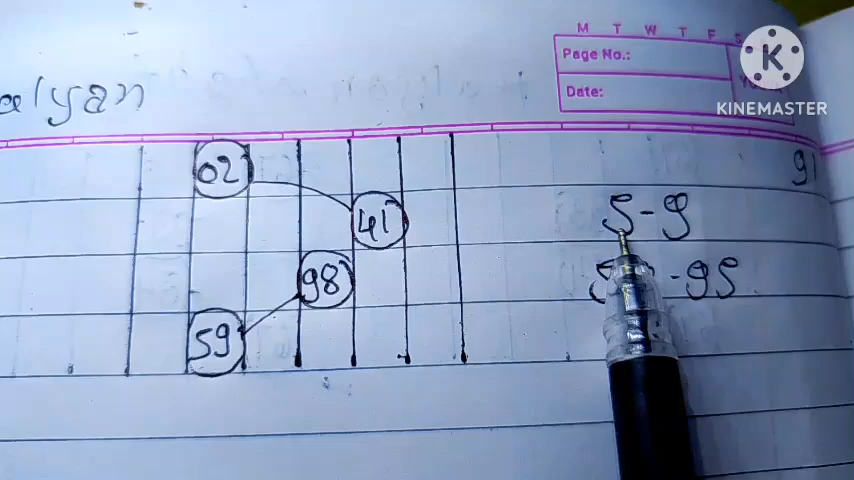 M T W T F S
Page No.:
Date:
K
KINEMASTER
alyan
02
91
41
5-9
98
-95
59